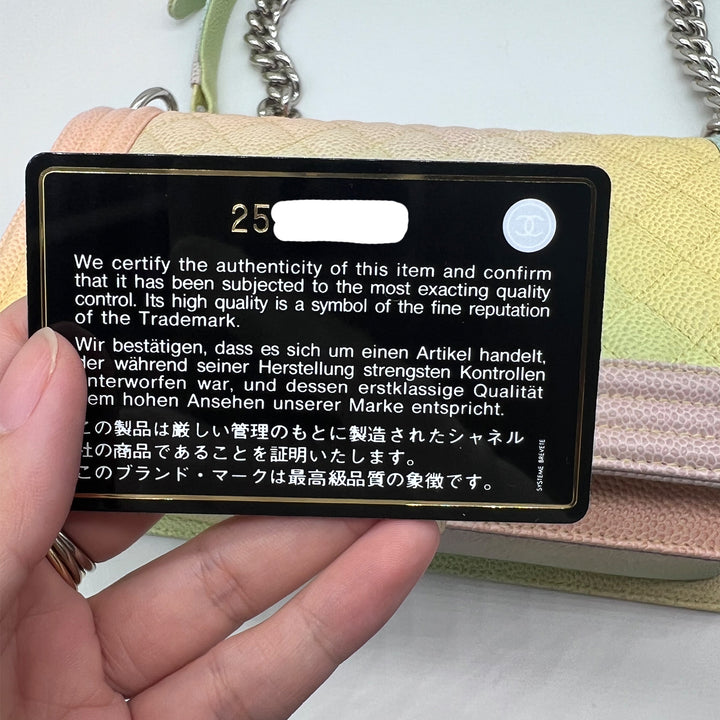 25
We certify the authenticity of this item and confirm
that it has been subjected to the most exacting quality
control. Its high quality is a symbol of the fine reputation
of the Trademark.
Wir bestätigen, dass es sich um einen Artikel handelt,
der während seiner Herstellung strengsten Kontrollen
unterworfen war, und dessen erstklassige Qualität
dem hohen Ansehen unserer Marke entspricht.
この製品は厳しい管理のもとに製造されたシャネル
社の商品であることを証明いたします。
このブランド・マークは最高級品質の象徴です。
SYSTEME BREVETE